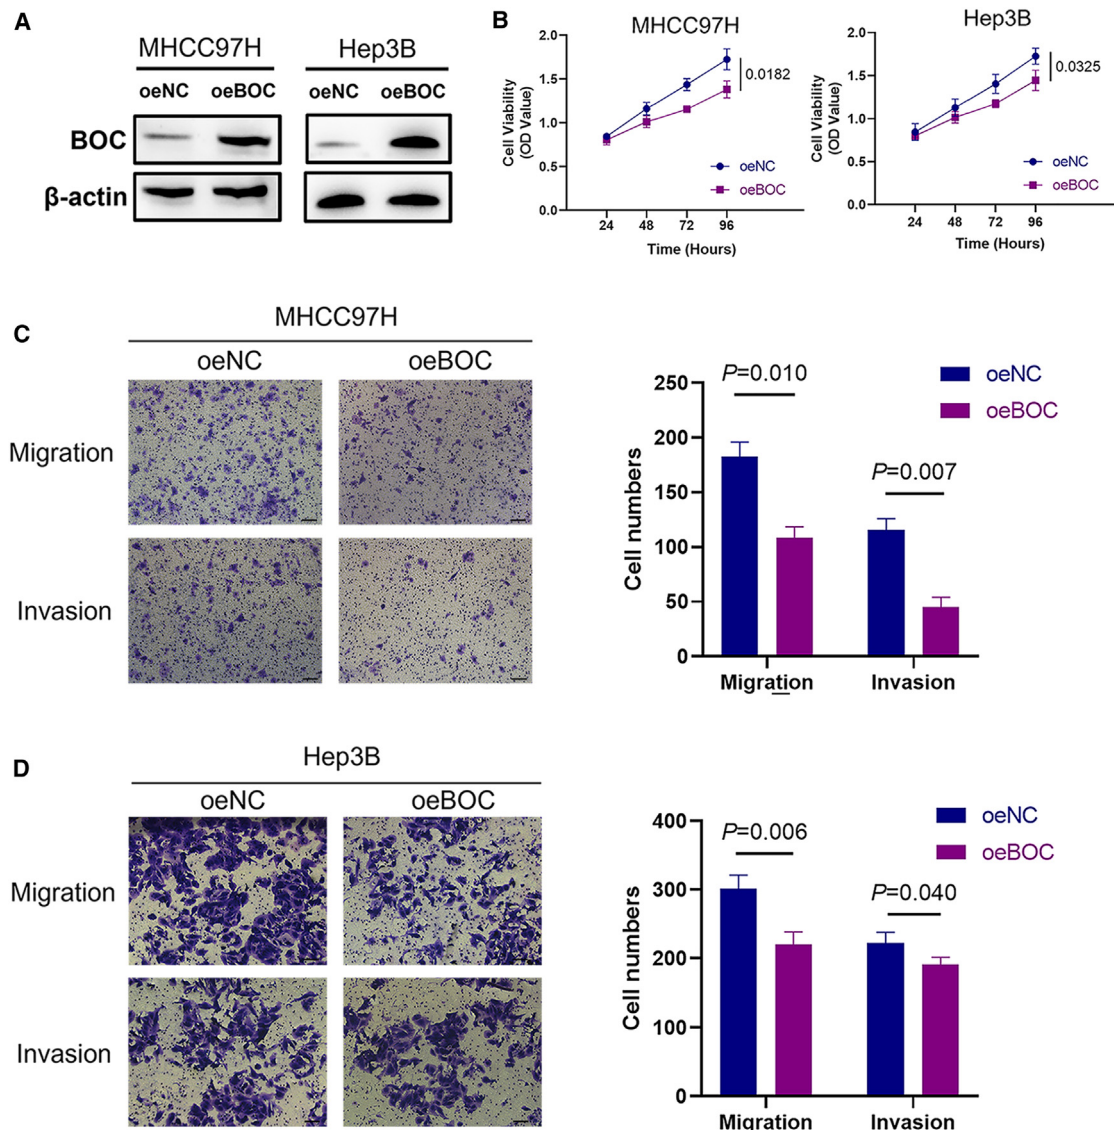 A
MHCC97H
Hep3B
oeNC oeBOC oeNC oeBOC
BOC
β-actin
B
MHCC97H
Cell Viability
(OD Value)
2.0
1.5
1.0
0.5
0.0
0.0182
oeNC
oeBOC
24 48 72 96
Time (Hours)
Hep3B
Cell Viability
(OD Value)
2.0
1.5
1.0
0.5
0.0
0.0325
oeNC
oeBOC
24 48 72 96
Time (Hours)
C
MHCC97H
oeNC oeBOC
Migration
Invasion
Cell numbers
250
200
150
100
50
0
P=0.010
P=0.007
oeNC
oeBOC
Migration Invasion
D
Hep3B
oeNC oeBOC
Migration
Invasion
Cell numbers
400
300
200
100
0
P=0.006
P=0.040
oeNC
oeBOC
Migration Invasion